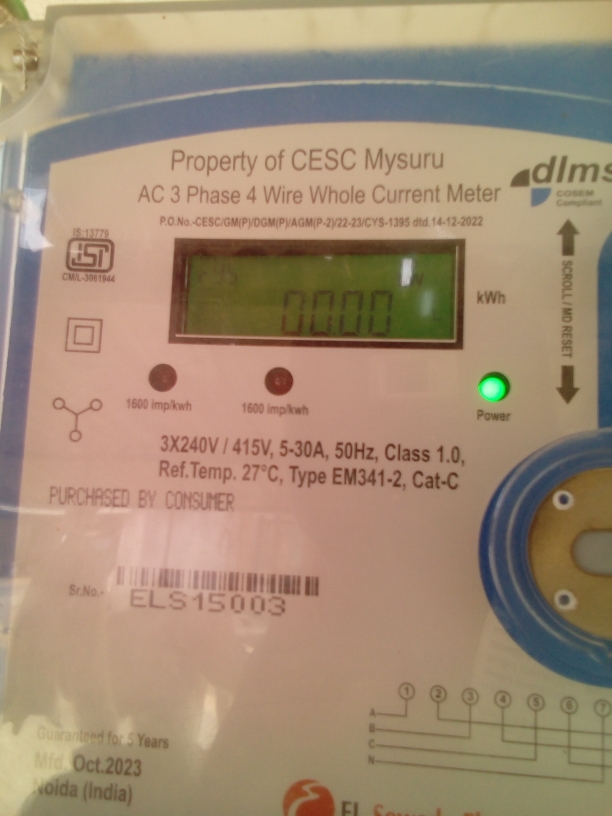 Property of CESC Mysuru
AC 3 Phase 4 Wire Whole Current Meter
P.O.No.-CESC/GM(P)/DGM(P)/AGM(P-2)/22-23/CYS-1395 dtd.14-12-2022
dlms
COSEM
Compliant
IS:13779
ISI
CM/L-3061944
0000
kWh
SCROLL / MD RESET
1600 imp/kwh
1600 imp/kwh
Power
3X240V / 415V, 5-30A, 50Hz, Class 1.0,
Ref.Temp. 27°C, Type EM341-2, Cat-C
PURCHASED BY CONSUMER
Sr.No.-
ELS15003
1 2 3 4 5 6 7
A
B
C
N
Guaranteed for 5 Years
Mfd. Oct.2023
Noida (India)
EL